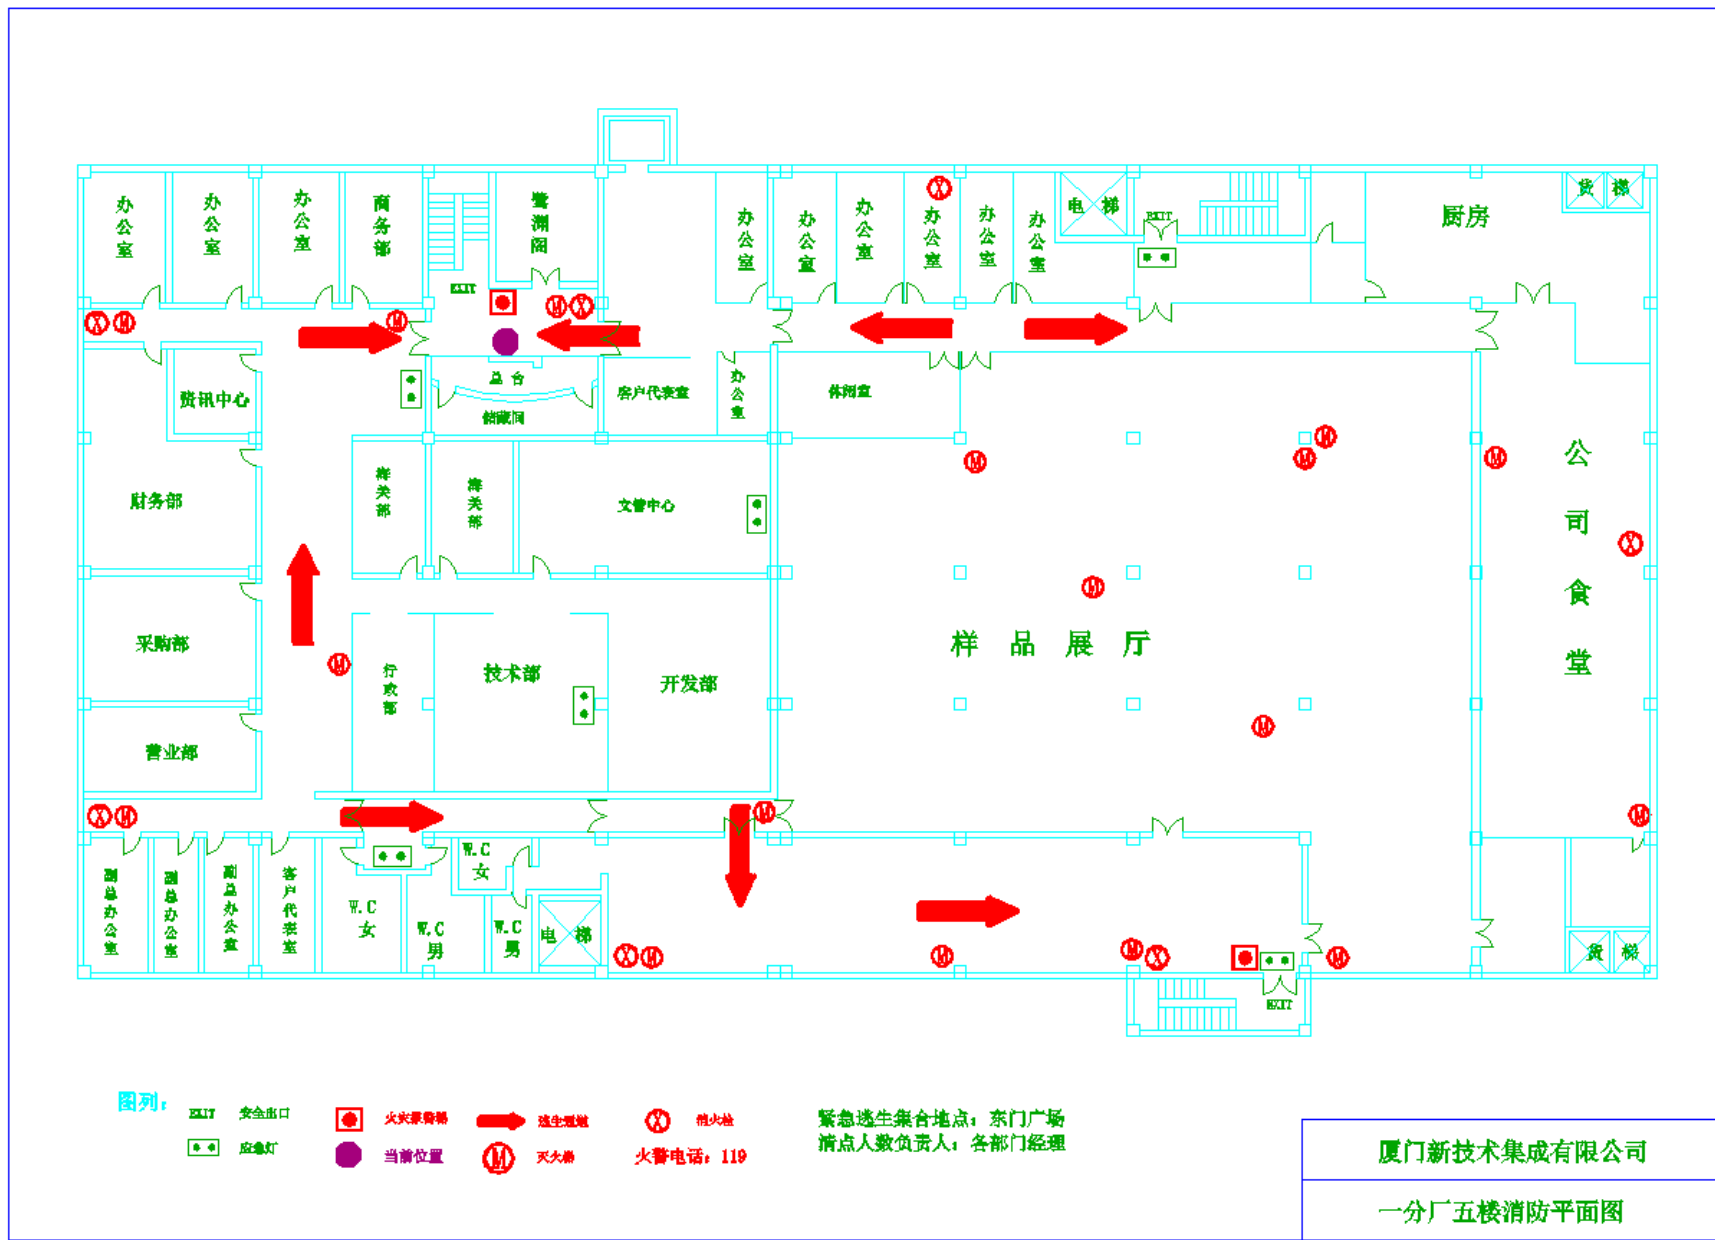 办公室
办公室
办公室
商务部
鹭洲阁
办公室
办公室
办公室
办公室
办公室
办公室
电梯
EXIT
厨房
货梯
EXIT
总台
储藏间
客户代表室
办公室
休闲室
资讯中心
财务部
海关部
海关部
文管中心
公司食堂
采购部
行政部
技术部
开发部
样品展厅
营业部
副总办公室
副总办公室
副总办公室
客户代表室
W.C 女
W.C 男
W.C 女
W.C 男
电梯
货梯
EXIT
图列:
EXIT 安全出口
火灾报警器
逃生通道
消火栓
应急灯
当前位置
灭火器
火警电话: 119
紧急逃生集合地点: 东门广场
清点人数负责人: 各部门经理
厦门新技术集成有限公司
一分厂五楼消防平面图